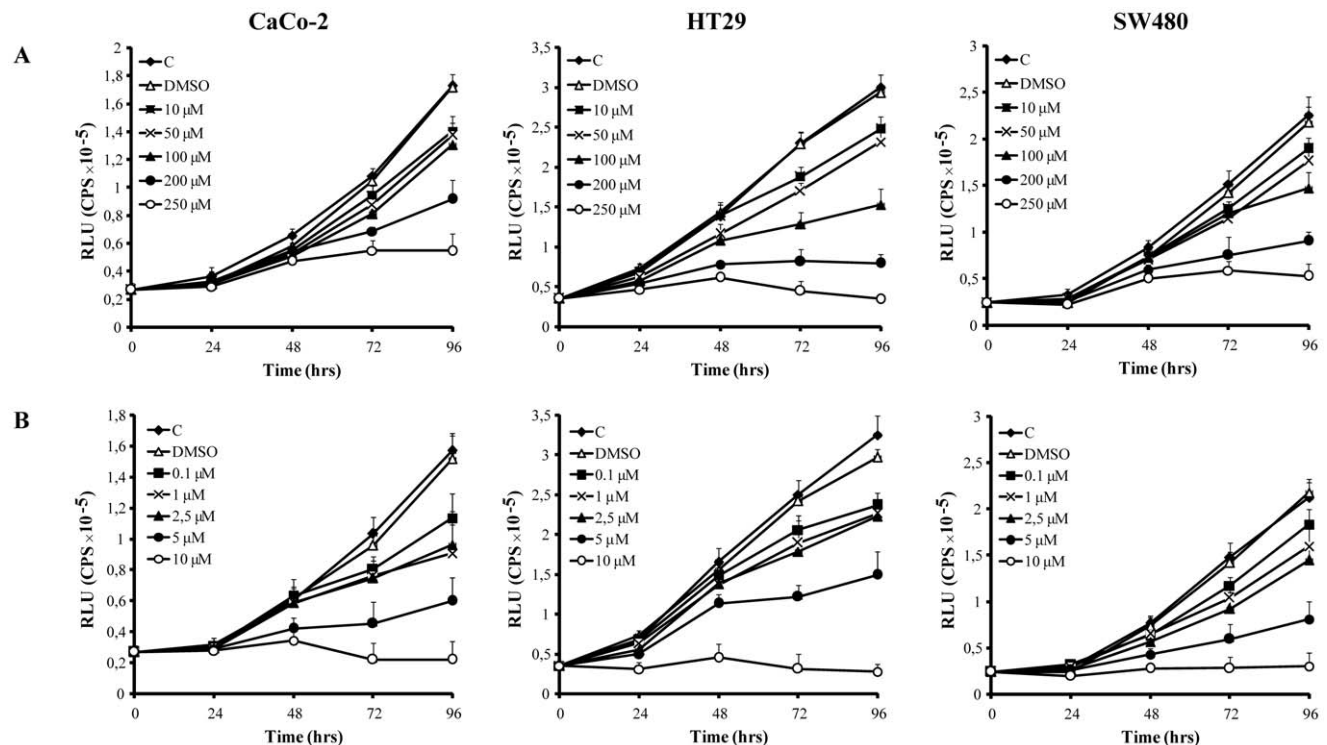 CaCo-2 HT29 SW480
A
RLU (CPS ×10⁻⁵)
2
1,8
1,6
1,4
1,2
1
0,8
0,6
0,4
0,2
0
C
DMSO
10 µM
50 µM
100 µM
200 µM
250 µM
0 24 48 72 96
Time (hrs)
RLU (CPS ×10⁻⁵)
3,5
3
2,5
2
1,5
1
0,5
0
C
DMSO
10 µM
50 µM
100 µM
200 µM
250 µM
0 24 48 72 96
Time (hrs)
RLU (CPS ×10⁻⁵)
3
2,5
2
1,5
1
0,5
0
C
DMSO
10 µM
50 µM
100 µM
200 µM
250 µM
0 24 48 72 96
Time (hrs)
B
RLU (CPS ×10⁻⁵)
1,8
1,6
1,4
1,2
1
0,8
0,6
0,4
0,2
0
C
DMSO
0.1 µM
1 µM
2,5 µM
5 µM
10 µM
0 24 48 72 96
Time (hrs)
RLU (CPS ×10⁻⁵)
3,5
3
2,5
2
1,5
1
0,5
0
C
DMSO
0.1 µM
1 µM
2,5 µM
5 µM
10 µM
0 24 48 72 96
Time (hrs)
RLU (CPS ×10⁻⁵)
3
2,5
2
1,5
1
0,5
0
C
DMSO
0.1 µM
1 µM
2,5 µM
5 µM
10 µM
0 24 48 72 96
Time (hrs)